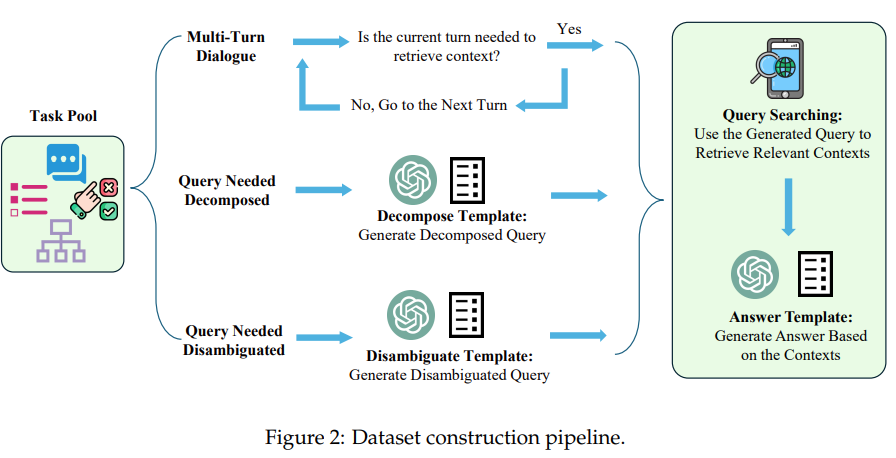 Task Pool
Multi-Turn
Dialogue
Is the current turn needed to
retrieve context?
Yes
No, Go to the Next Turn
Query Needed
Decomposed
Decompose Template:
Generate Decomposed Query
Query Needed
Disambiguated
Disambiguate Template:
Generate Disambiguated Query
Query Searching:
Use the Generated Query to
Retrieve Relevant Contexts
Answer Template:
Generate Answer Based
on the Contexts
Figure 2: Dataset construction pipeline.